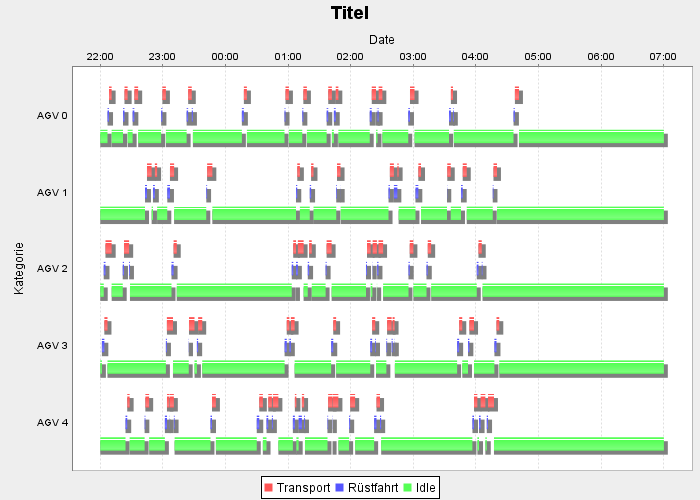 Titel
Date
22:00 23:00 00:00 01:00 02:00 03:00 04:00 05:00 06:00 07:00
Kategorie
AGV 0
AGV 1
AGV 2
AGV 3
AGV 4
Transport Rüstfahrt Idle